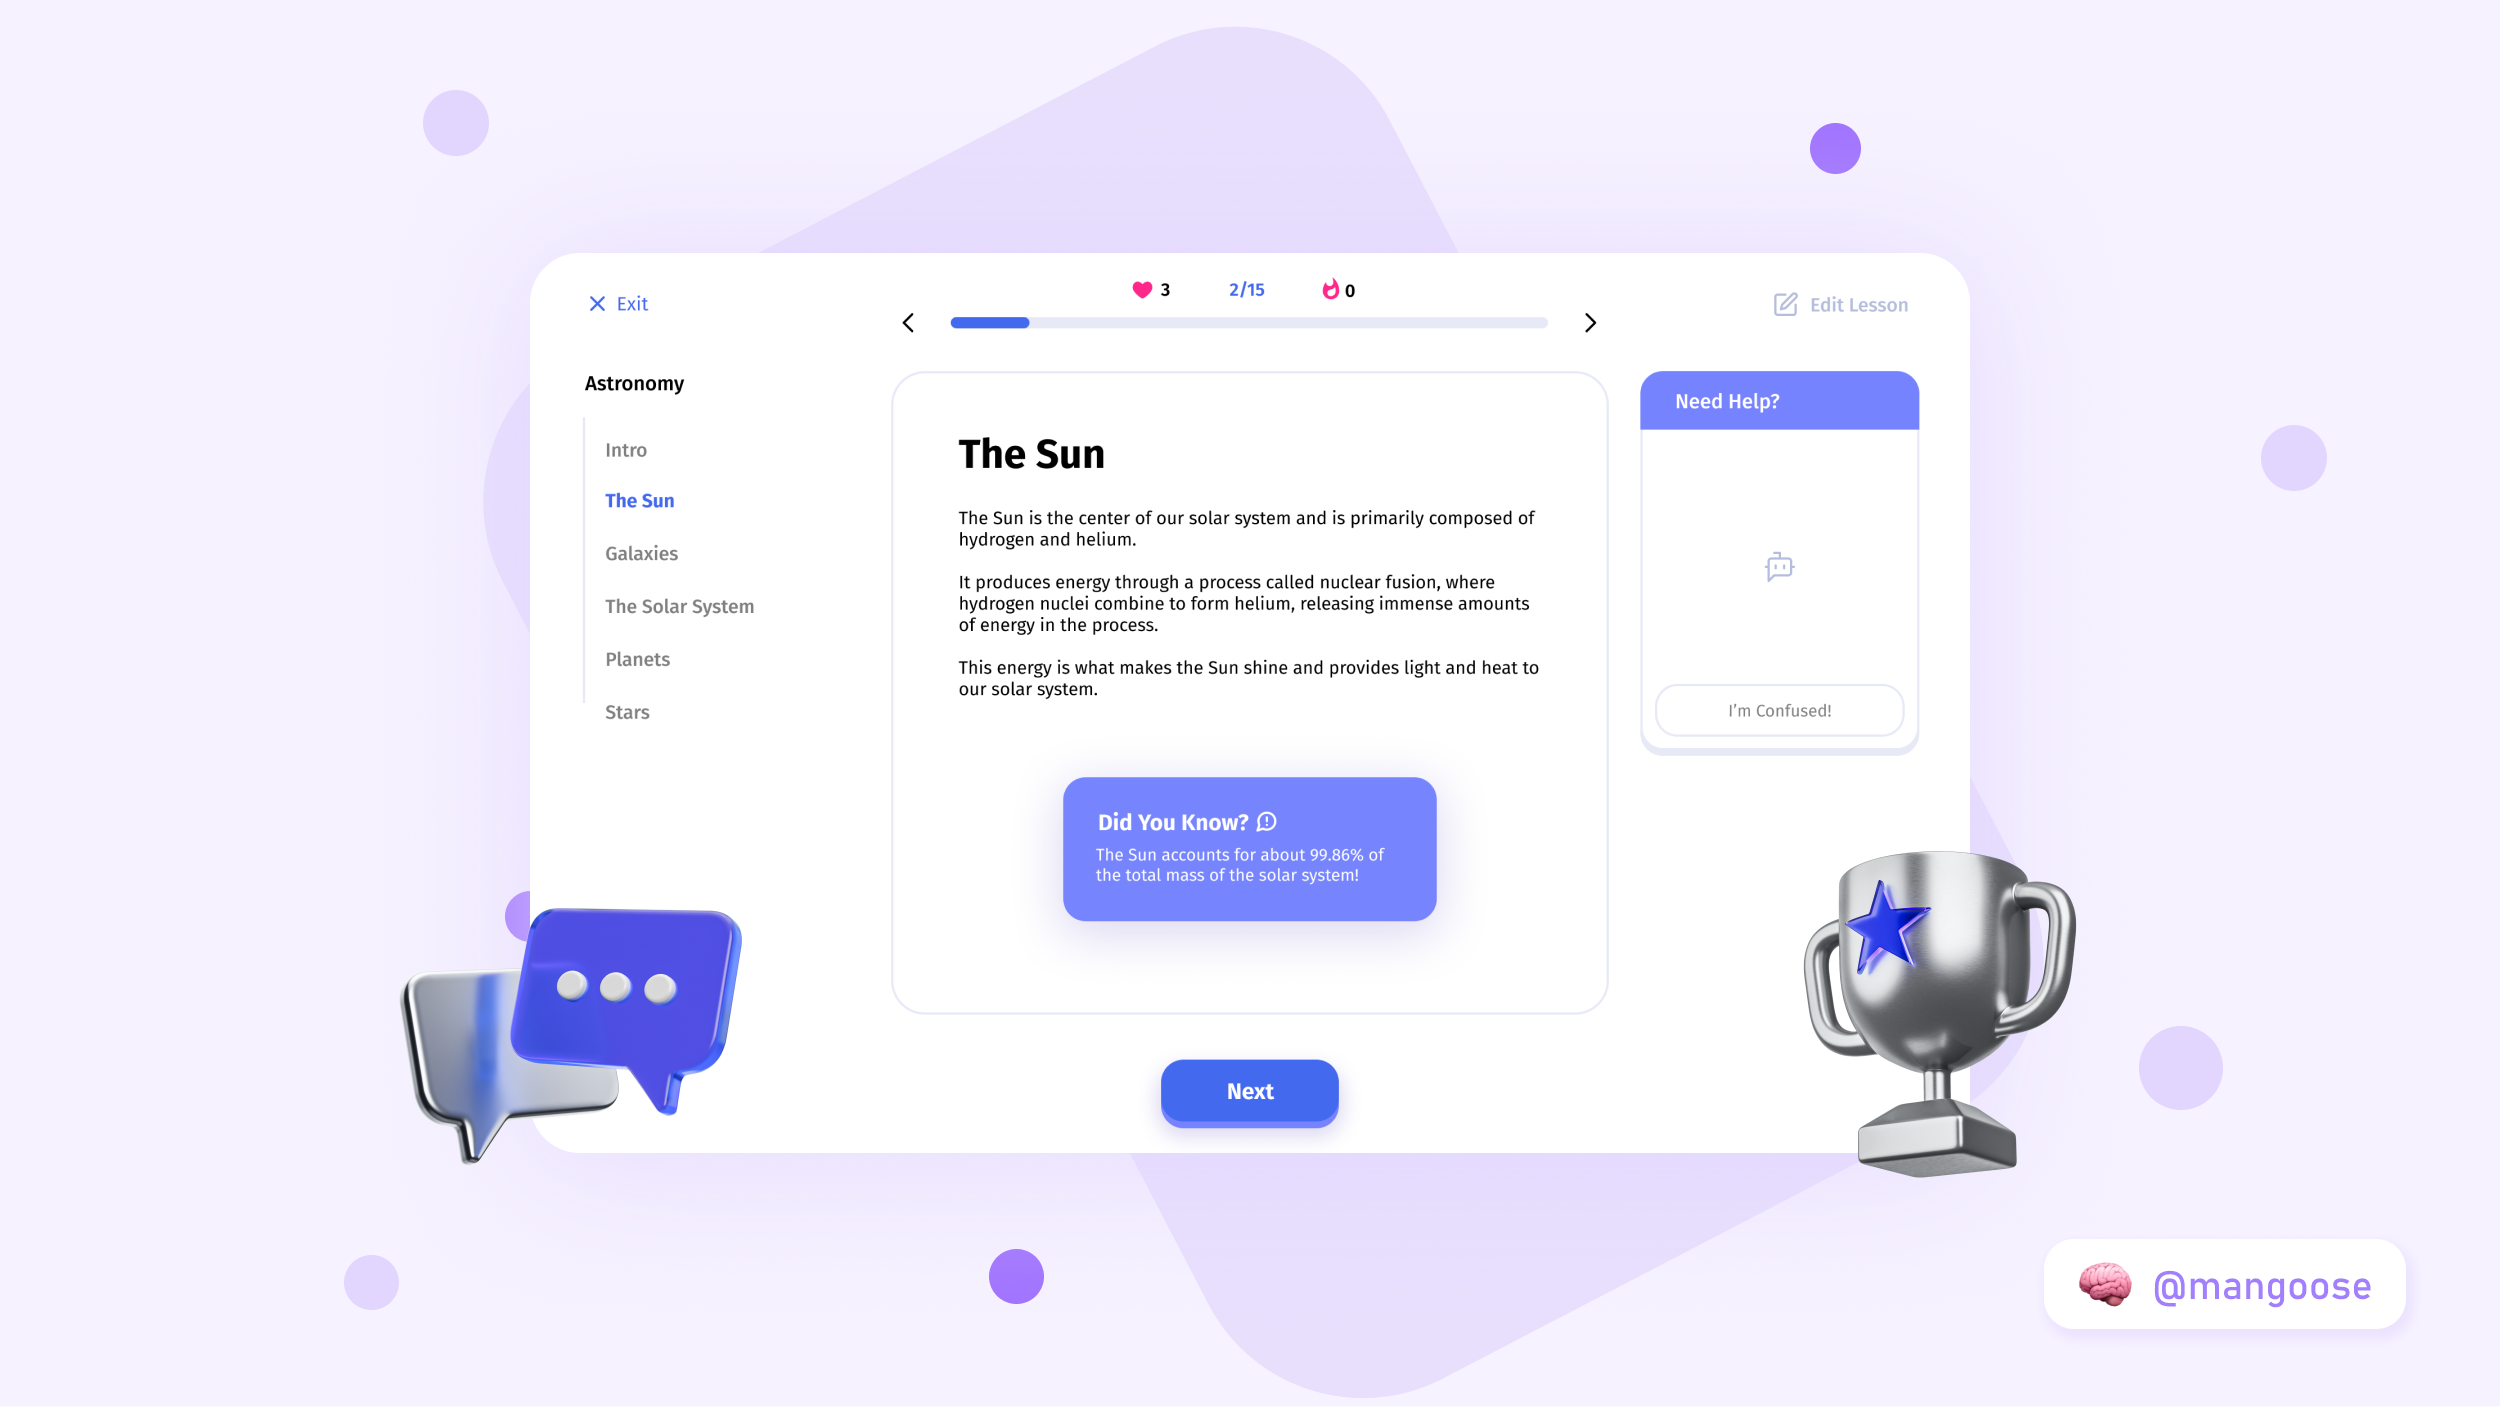 Exit
3
2/15
0
Edit Lesson
Astronomy
Intro
The Sun
Galaxies
The Solar System
Planets
Stars
The Sun
The Sun is the center of our solar system and is primarily composed of
hydrogen and helium.
It produces energy through a process called nuclear fusion, where
hydrogen nuclei combine to form helium, releasing immense amounts
of energy in the process.
This energy is what makes the Sun shine and provides light and heat to
our solar system.
Did You Know?
The Sun accounts for about 99.86% of
the total mass of the solar system!
Next
Need Help?
I’m Confused!
@mangoose